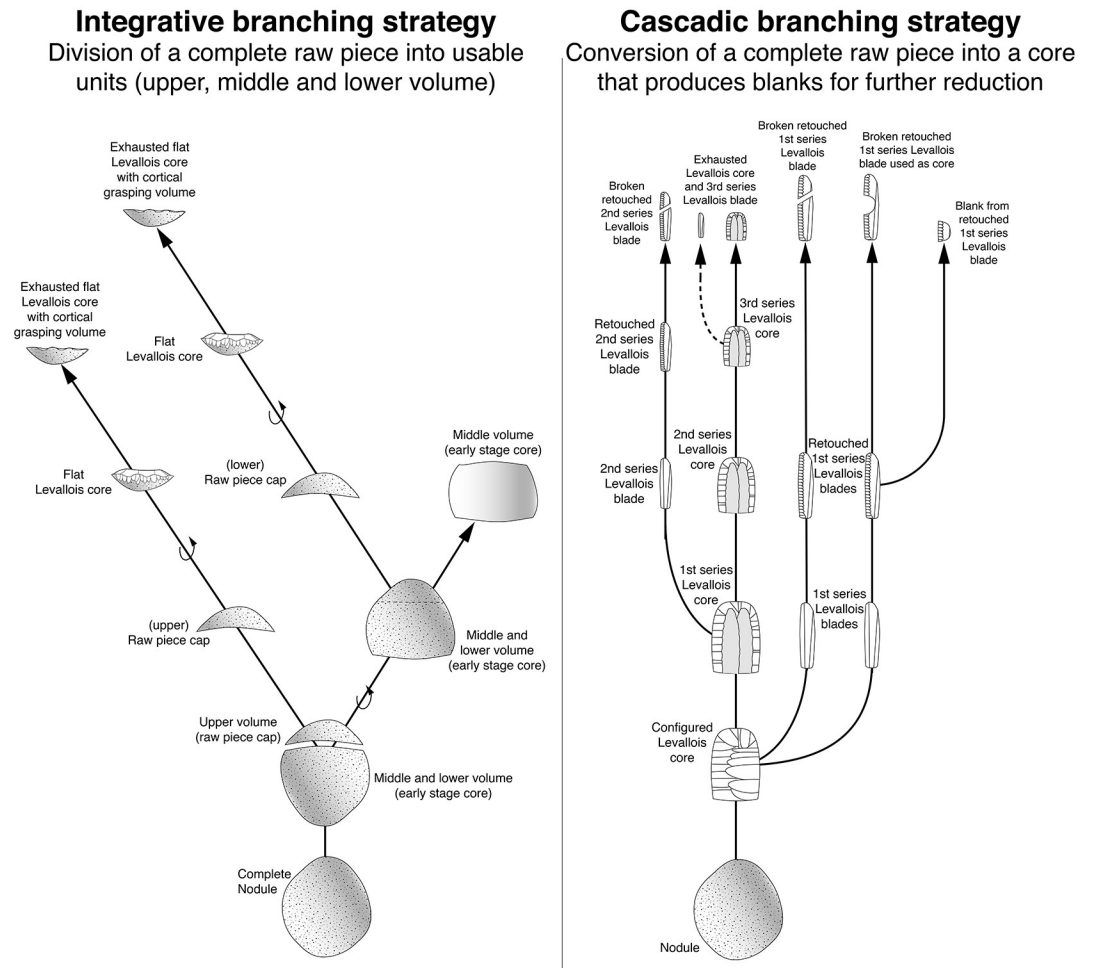 Integrative branching strategy
Division of a complete raw piece into usable
units (upper, middle and lower volume)
Exhausted flat
Levallois core
with cortical
grasping volume
Exhausted flat
Levallois core
with cortical
grasping volume
Flat
Levallois core
Middle volume
(early stage core)
(lower)
Raw piece cap
Flat
Levallois core
(upper)
Raw piece cap
Middle and
lower volume
(early stage core)
Upper volume
(raw piece cap)
Middle and lower volume
(early stage core)
Complete
Nodule
Cascadic branching strategy
Conversion of a complete raw piece into a core
that produces blanks for further reduction
Broken
retouched
2nd series
Levallois
blade
Exhausted
Levallois core
and 3rd series
Levallois blade
Broken retouched
1st series
Levallois
blade
Broken retouched
1st series Levallois
blade used as core
Blank from
retouched
1st series
Levallois
blade
Retouched
2nd series
Levallois
blade
3rd series
Levallois
core
2nd series
Levallois
blade
2nd series
Levallois
core
Retouched
1st series
Levallois
blades
1st series
Levallois
core
1st series
Levallois
blades
Configured
Levallois
core
Nodule